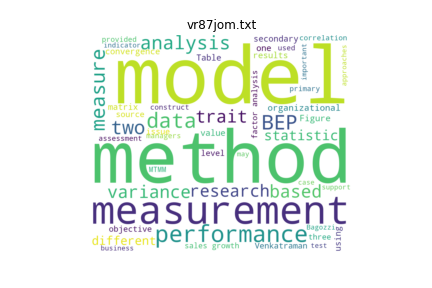 vr87jom.txt
provided
secondary
correlation
indicator
analysis
one
used
convergence
results
important
approaches
Table
model
measure
matrix
construct
factor analysis
primary
source
trait
organizational
data
BEP
Figure
two
managers
value
statistic
assessment
issue
method
level
may
MTMM
case
variance
research
based
support
measurement
objective
performance
Bagozzi
different
three
using
sales growth
Venkatraman
test
business